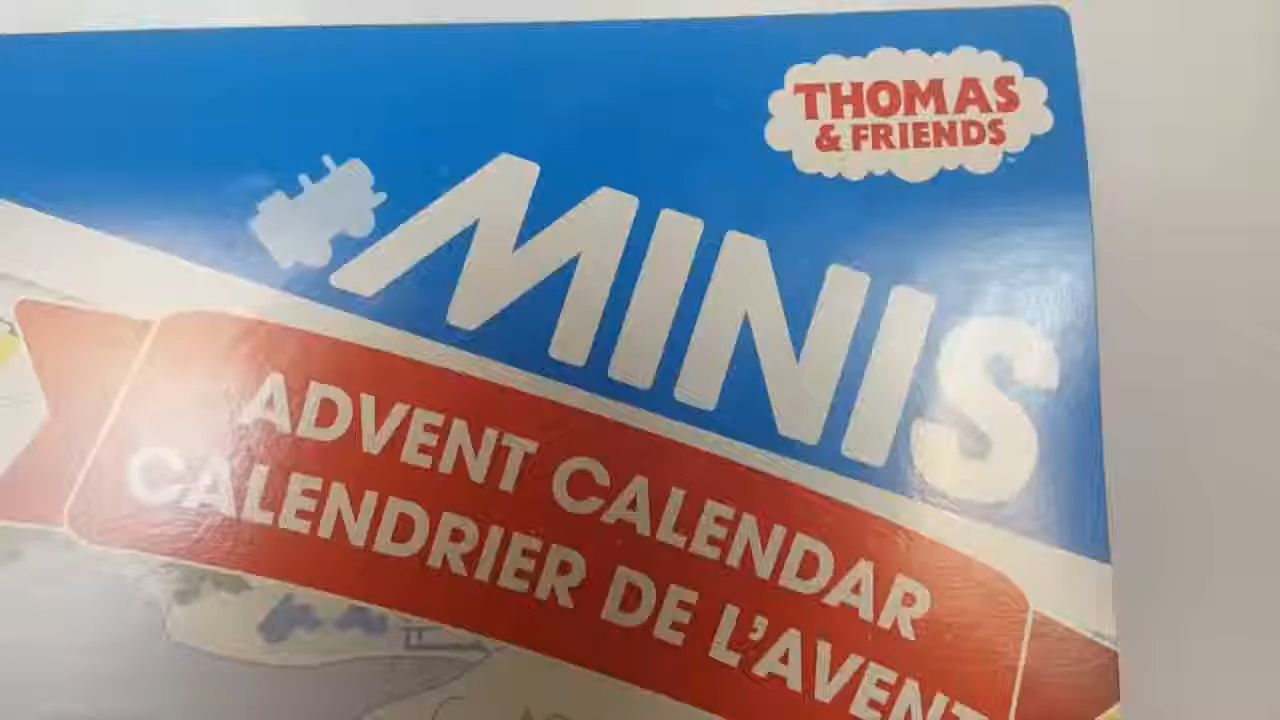 THOMAS
& FRIENDS
MINIS
ADVENT CALENDAR
CALENDRIER DE L'AVENT